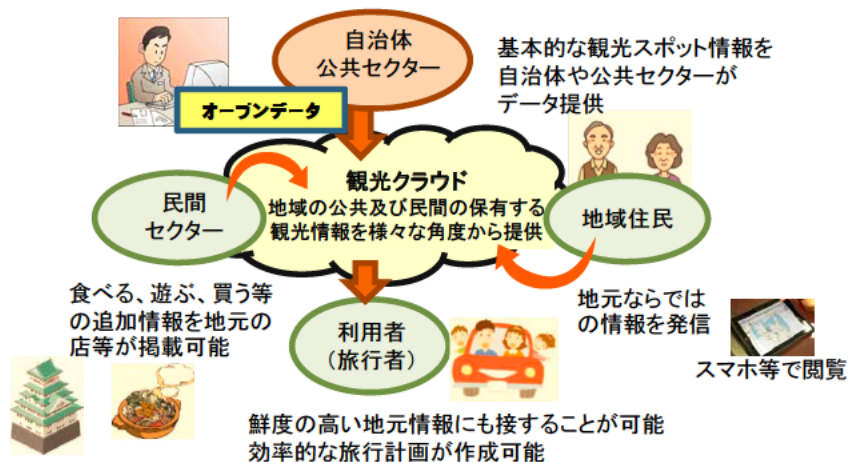 自治体
公共セクター
基本的な観光スポット情報を
自治体や公共セクターが
データ提供
オープンデータ
観光クラウド
地域の公共及び民間の保有する
観光情報を様々な角度から提供
民間
セクター
地域住民
食べる、遊ぶ、買う等
の追加情報を地元の
店等が掲載可能
利用者
（旅行者）
地元ならでは
の情報を発信
スマホ等で閲覧
鮮度の高い地元情報にも接することが可能
効率的な旅行計画が作成可能